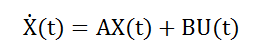 Ẋ(t) = AX(t) + BU(t)